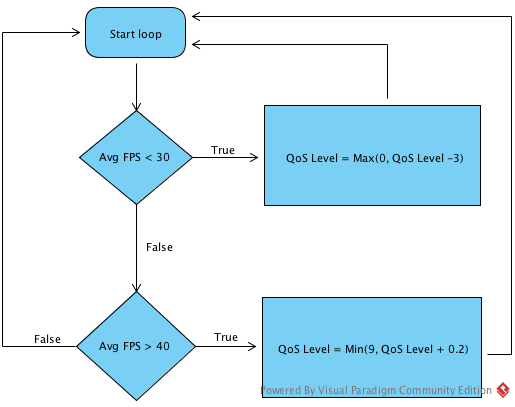 Start loop
Avg FPS < 30
True
QoS Level = Max(0, QoS Level -3)
False
Avg FPS > 40
False
True
QoS Level = Min(9, QoS Level + 0.2)
Powered By Visual Paradigm Community Edition